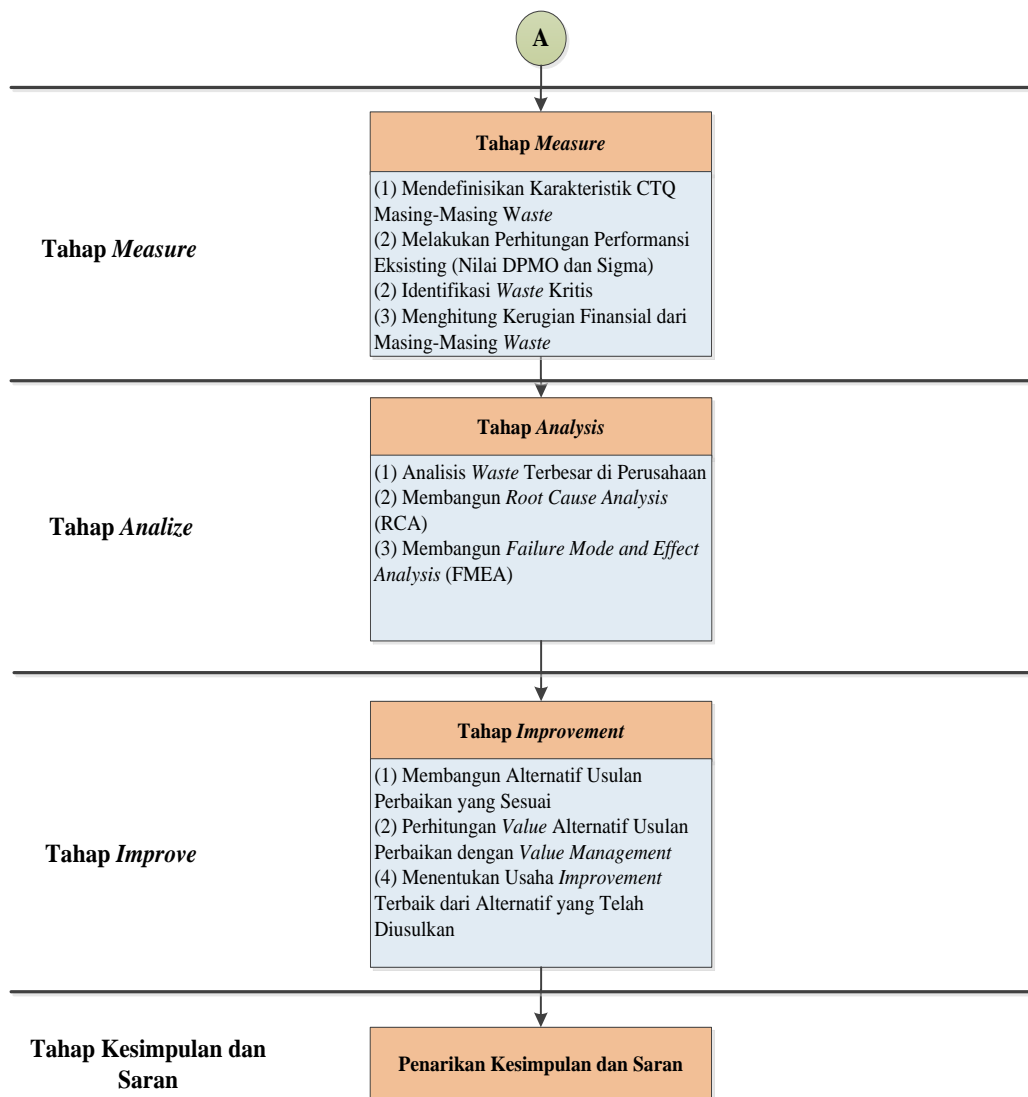 A
Tahap Measure
Tahap Measure
(1) Mendefinisikan Karakteristik CTQ
Masing-Masing Waste
(2) Melakukan Perhitungan Performansi
Eksisting (Nilai DPMO dan Sigma)
(2) Identifikasi Waste Kritis
(3) Menghitung Kerugian Finansial dari
Masing-Masing Waste
Tahap Analize
Tahap Analysis
(1) Analisis Waste Terbesar di Perusahaan
(2) Membangun Root Cause Analysis
(RCA)
(3) Membangun Failure Mode and Effect
Analysis (FMEA)
Tahap Improve
Tahap Improvement
(1) Membangun Alternatif Usulan
Perbaikan yang Sesuai
(2) Perhitungan Value Alternatif Usulan
Perbaikan dengan Value Management
(4) Menentukan Usaha Improvement
Terbaik dari Alternatif yang Telah
Diusulkan
Tahap Kesimpulan dan
Saran
Penarikan Kesimpulan dan Saran